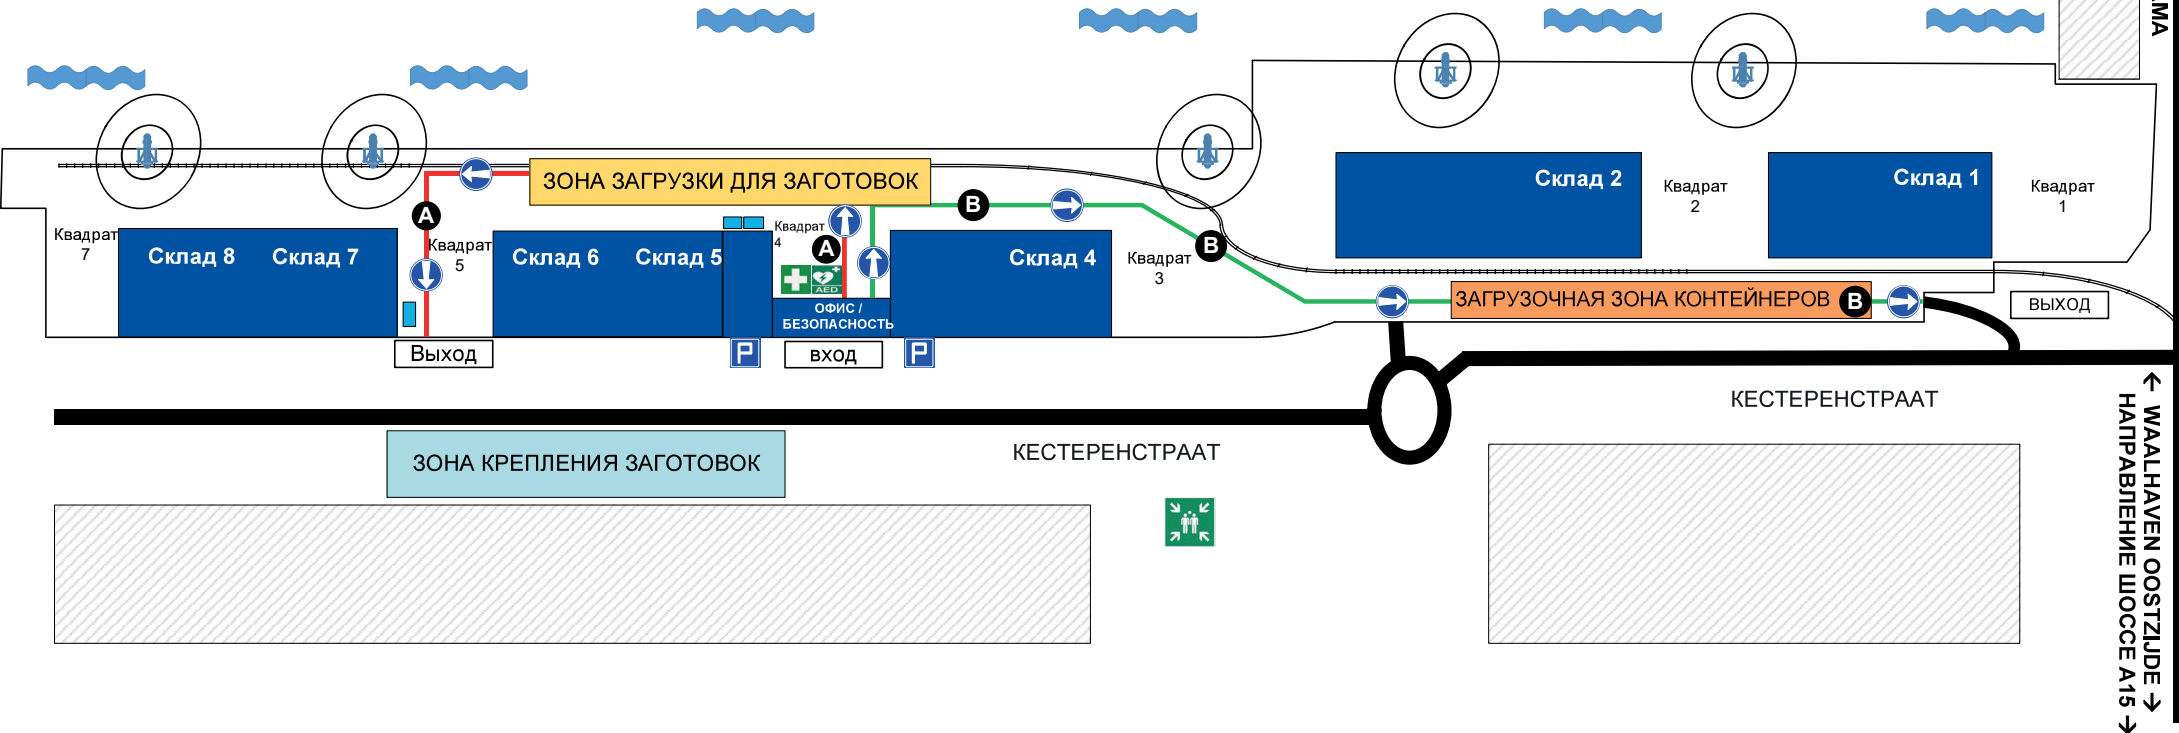 АМА
ЗОНА ЗАГРУЗКИ ДЛЯ ЗАГОТОВОК
Склад 2
Квадрат
2
Склад 1
Квадрат
1
Квадрат
7
Склад 8
Склад 7
A
Квадрат
5
Склад 6
Склад 5
Квадрат
4
A
AED
B
Склад 4
Квадрат
3
B
ОФИС /
БЕЗОПАСНОСТЬ
ЗАГРУЗОЧНАЯ ЗОНА КОНТЕЙНЕРОВ
B
ВЫХОД
Выход
P
вход
P
КЕСТЕРЕНСТРААТ
КЕСТЕРЕНСТРААТ
ЗОНА КРЕПЛЕНИЯ ЗАГОТОВОК
← WAALHAVEN OOSTZIJDE →
НАПРАВЛЕНИЕ ШОССЕ A15 →